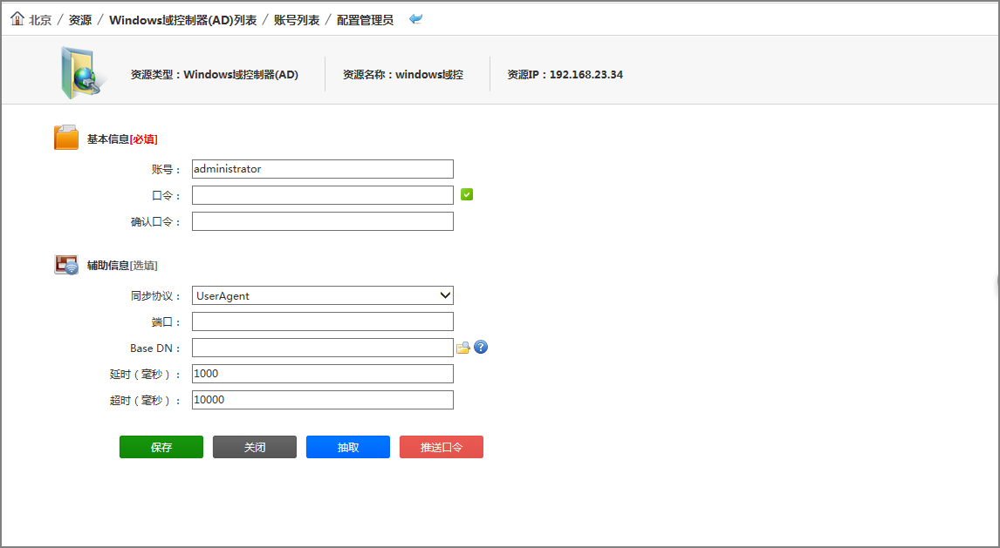 北京 / 资源 / Windows域控制器(AD)列表 / 账号列表 / 配置管理员
资源类型：Windows域控制器(AD) 资源名称：windows域控 资源IP：192.168.23.34
基本信息[必填]
账号： administrator
口令：
确认口令：
辅助信息[选填]
同步协议： UserAgent
端口：
Base DN：
延时（毫秒）： 1000
超时（毫秒）： 10000
保存 关闭 抽取 推送口令